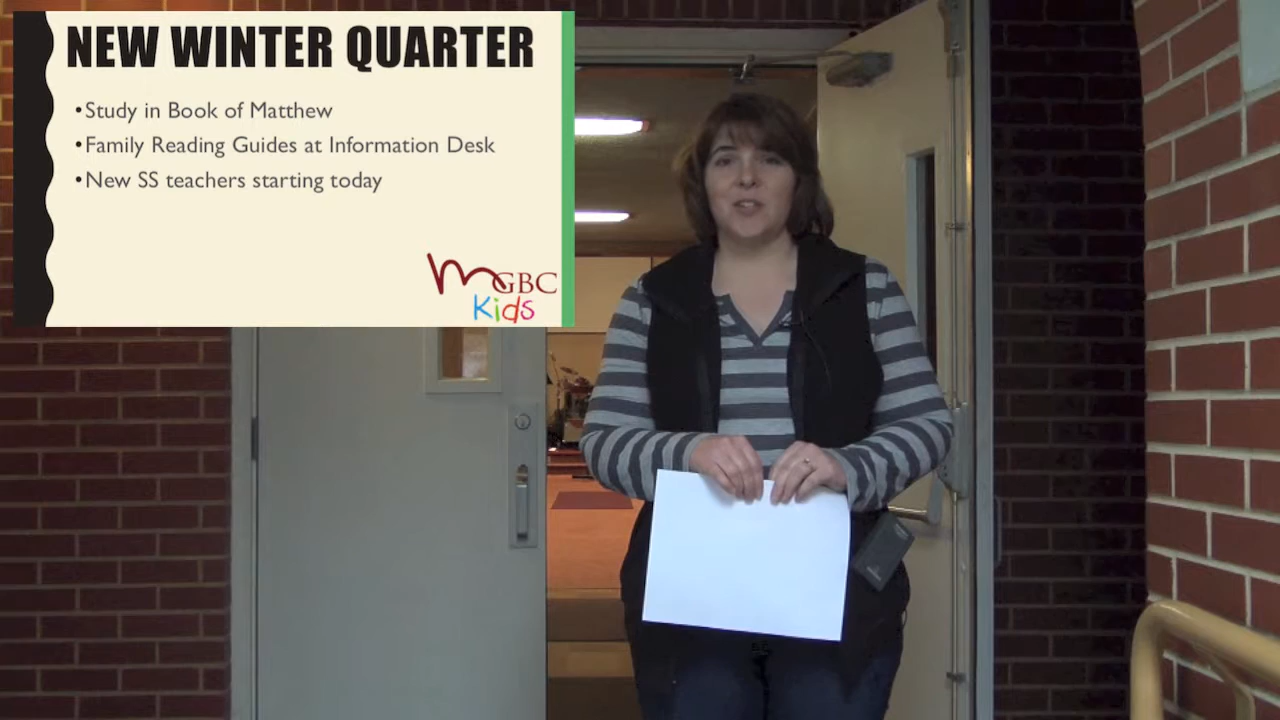 NEW WINTER QUARTER
•Study in Book of Matthew
•Family Reading Guides at Information Desk
•New SS teachers starting today
mGBC
Kids